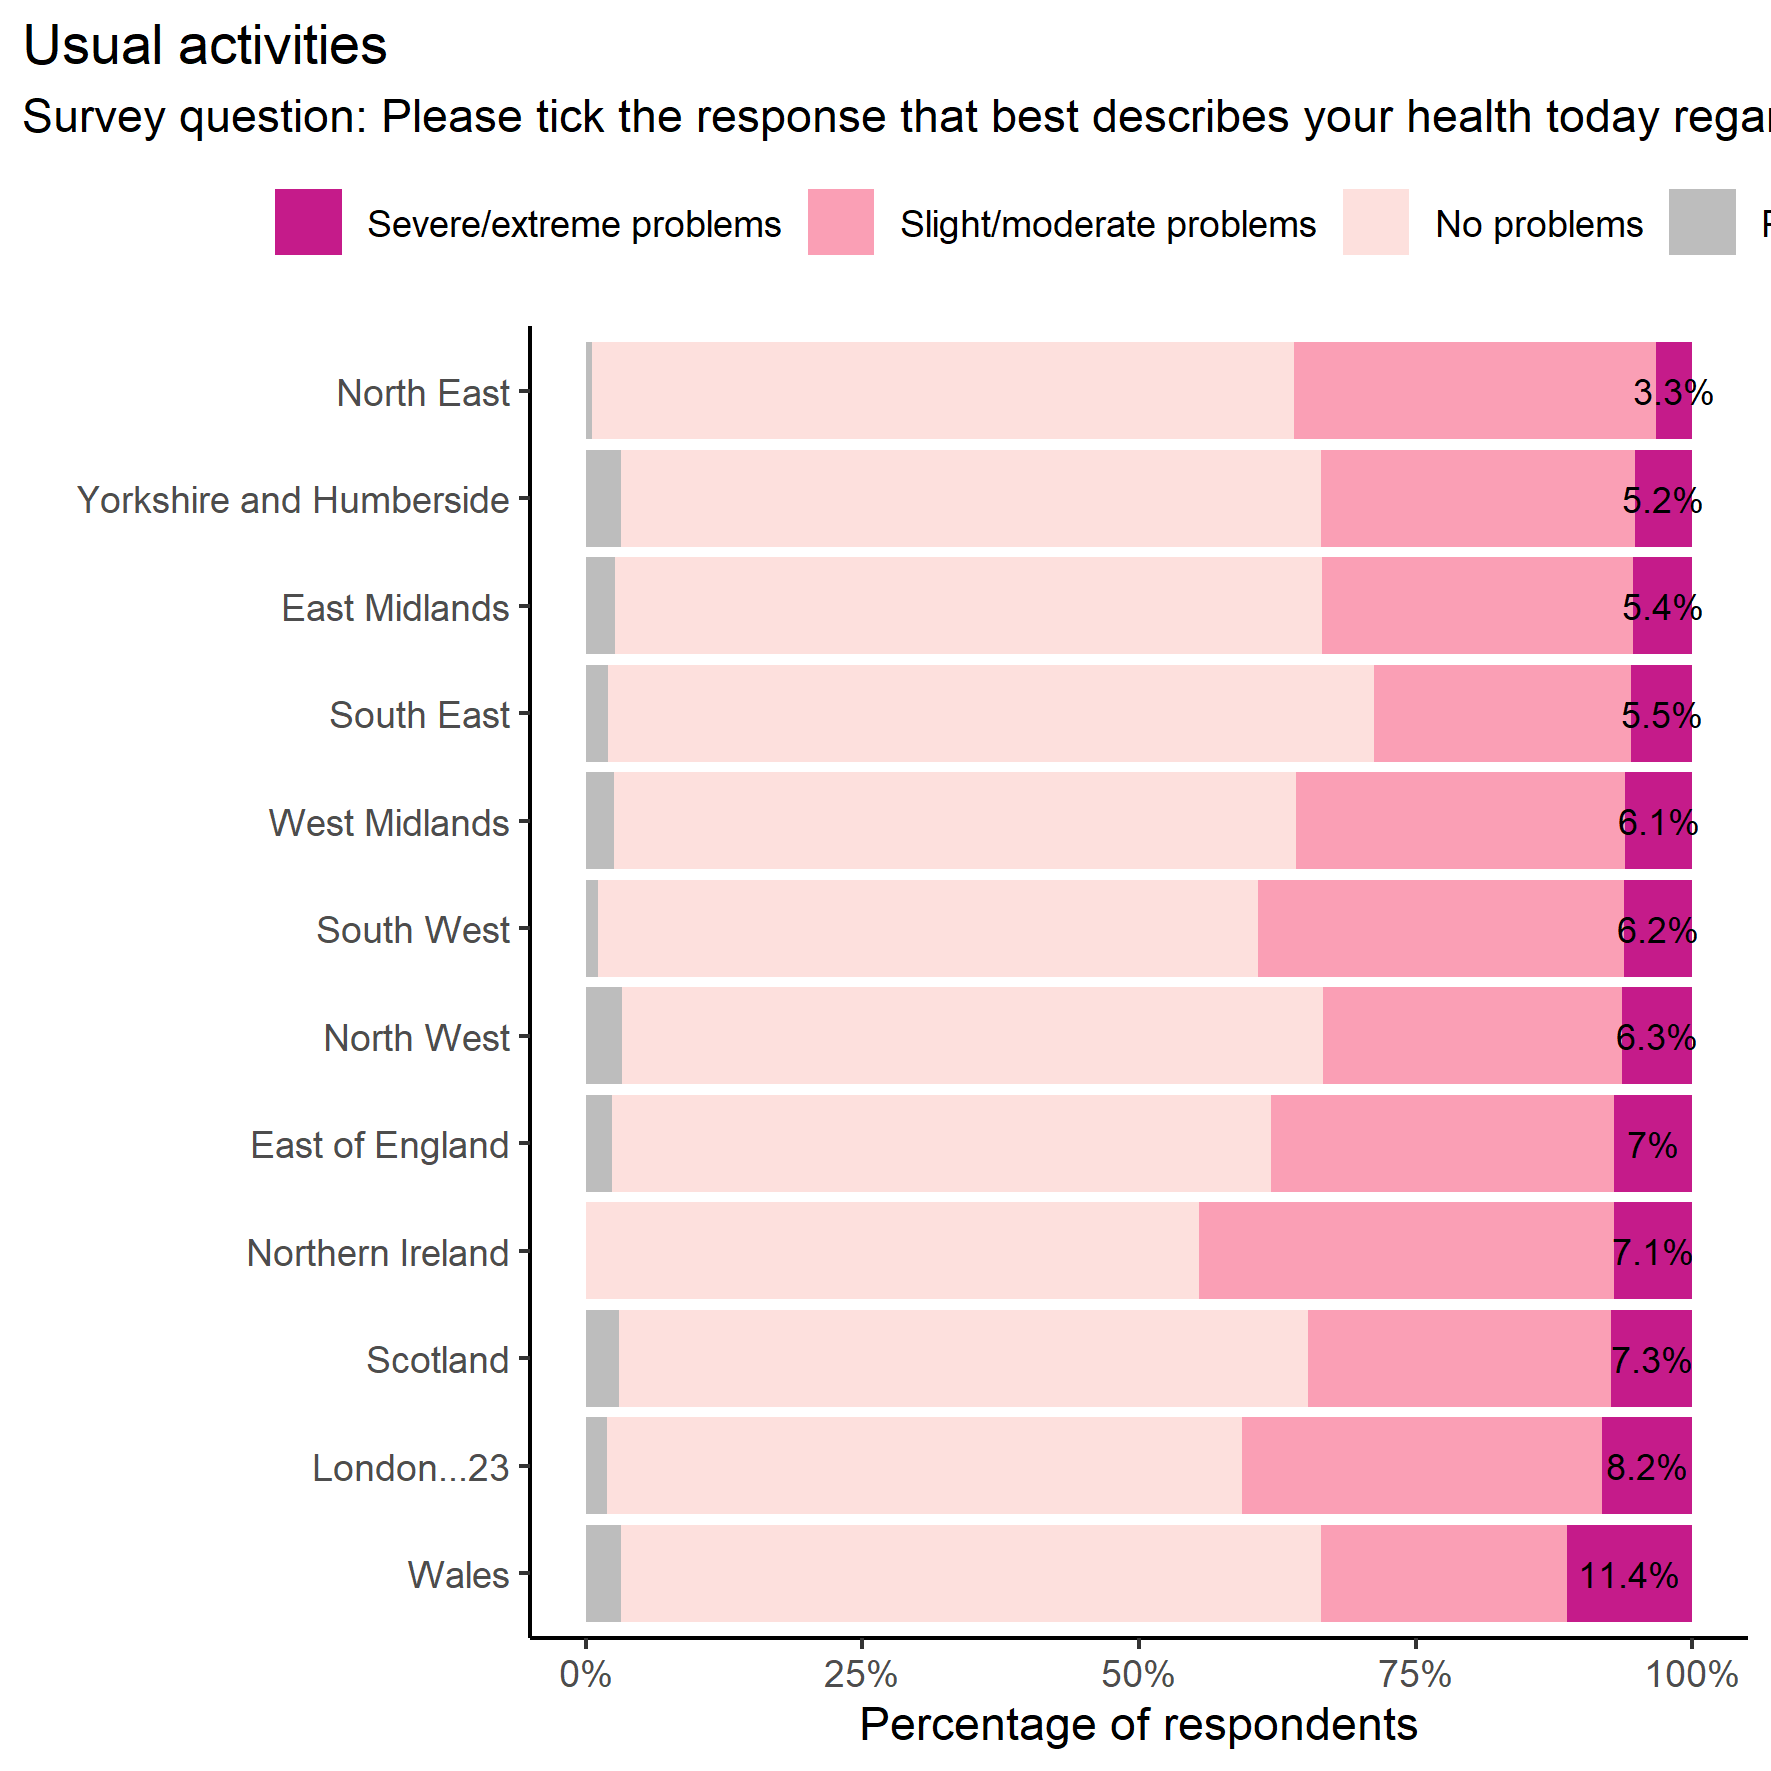 Usual activities
Survey question: Please tick the response that best describes your health today
Severe/extreme problems
Slight/moderate problems
No problems
North East
3.3%
Yorkshire and Humberside
5.2%
East Midlands
5.4%
South East
5.5%
West Midlands
6.1%
South West
6.2%
North West
6.3%
East of England
7%
Northern Ireland
7.1%
Scotland
7.3%
London...23
8.2%
Wales
11.4%
0%
25%
50%
75%
100%
Percentage of respondents